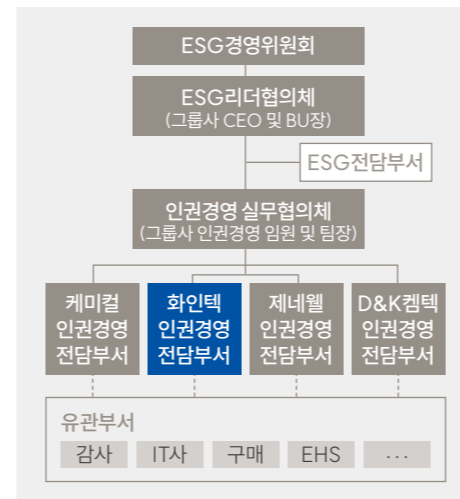 ESG경영위원회
ESG리더협의체
(그룹사 CEO 및 BU장)
ESG전담부서
인권경영 실무협의체
(그룹사 인권경영 임원 및 팀장)
케미컬
인권경영
전담부서
화인텍
인권경영
전담부서
제네웰
인권경영
전담부서
D&K켐텍
인권경영
전담부서
유관부서
감사
IT사
구매
EHS
...